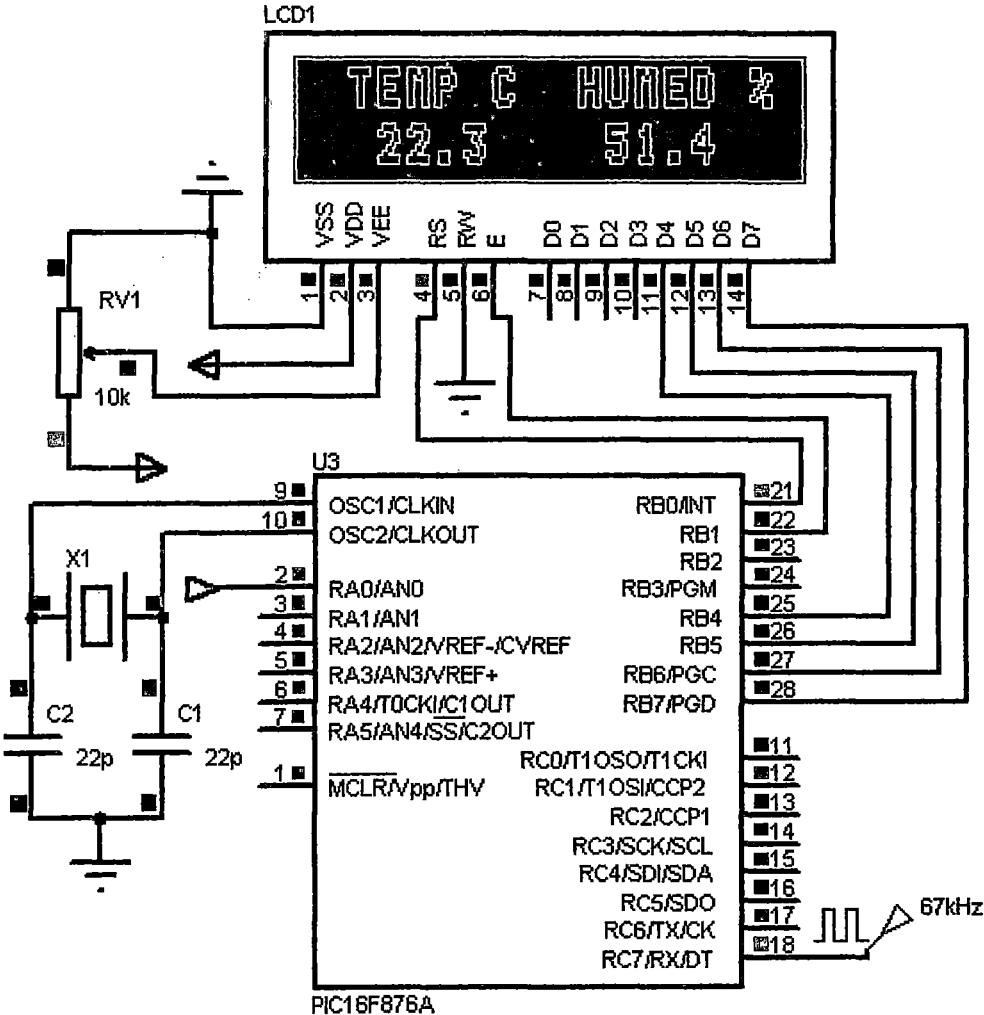 LCD1
TEMP C HUMED %
22.3 51.4
VSS
VDD
VEE
RS
RW
E
D0
D1
D2
D3
D4
D5
D6
D7
1
2
3
4
5
6
7
8
9
10
11
12
13
14
RV1
10k
U3
9
OSC1/CLKIN
10
OSC2/CLKOUT
2
RA0/AN0
3
RA1/AN1
4
RA2/AN2/VREF-/CVREF
5
RA3/AN3/VREF+
6
RA4/T0CKI/C1OUT
7
RA5/AN4/SS/C2OUT
1
MCLR/Vpp/THV
RB0/INT
21
RB1
22
RB2
23
RB3/PGM
24
RB4
25
RB5
26
RB6/PGC
27
RB7/PGD
28
RC0/T1OSO/T1CKI
11
RC1/T1OSI/CCP2
12
RC2/CCP1
13
RC3/SCK/SCL
14
RC4/SDI/SDA
15
RC5/SDO
16
RC6/TX/CK
17
RC7/RX/DT
18
X1
C2
22p
C1
22p
67kHz
PIC16F876A